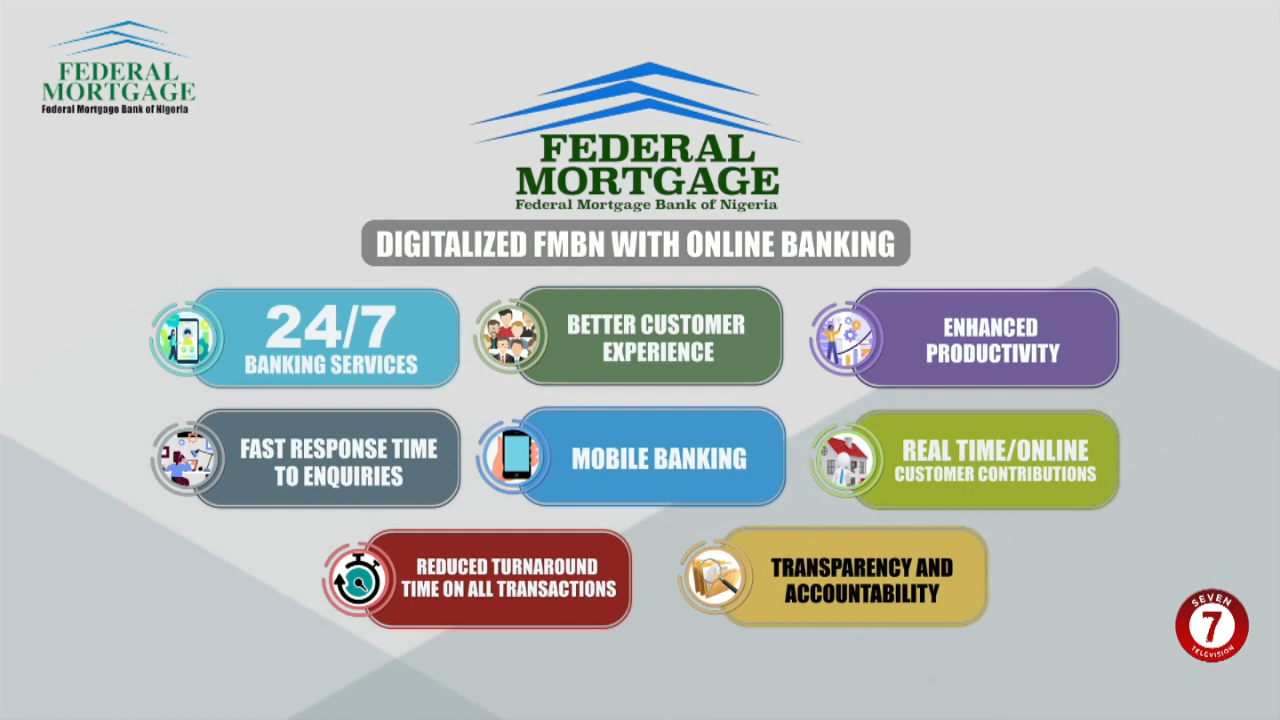 FEDERAL
MORTGAGE
Federal Mortgage Bank of Nigeria
FEDERAL
MORTGAGE
Federal Mortgage Bank of Nigeria
DIGITALIZED FMBN WITH ONLINE BANKING
24/7
BANKING SERVICES
BETTER CUSTOMER
EXPERIENCE
ENHANCED
PRODUCTIVITY
FAST RESPONSE TIME
TO ENQUIRIES
MOBILE BANKING
REAL TIME/ONLINE
CUSTOMER CONTRIBUTIONS
REDUCED TURNAROUND
TIME ON ALL TRANSACTIONS
TRANSPARENCY AND
ACCOUNTABILITY
SEVEN
7
TELEVISION